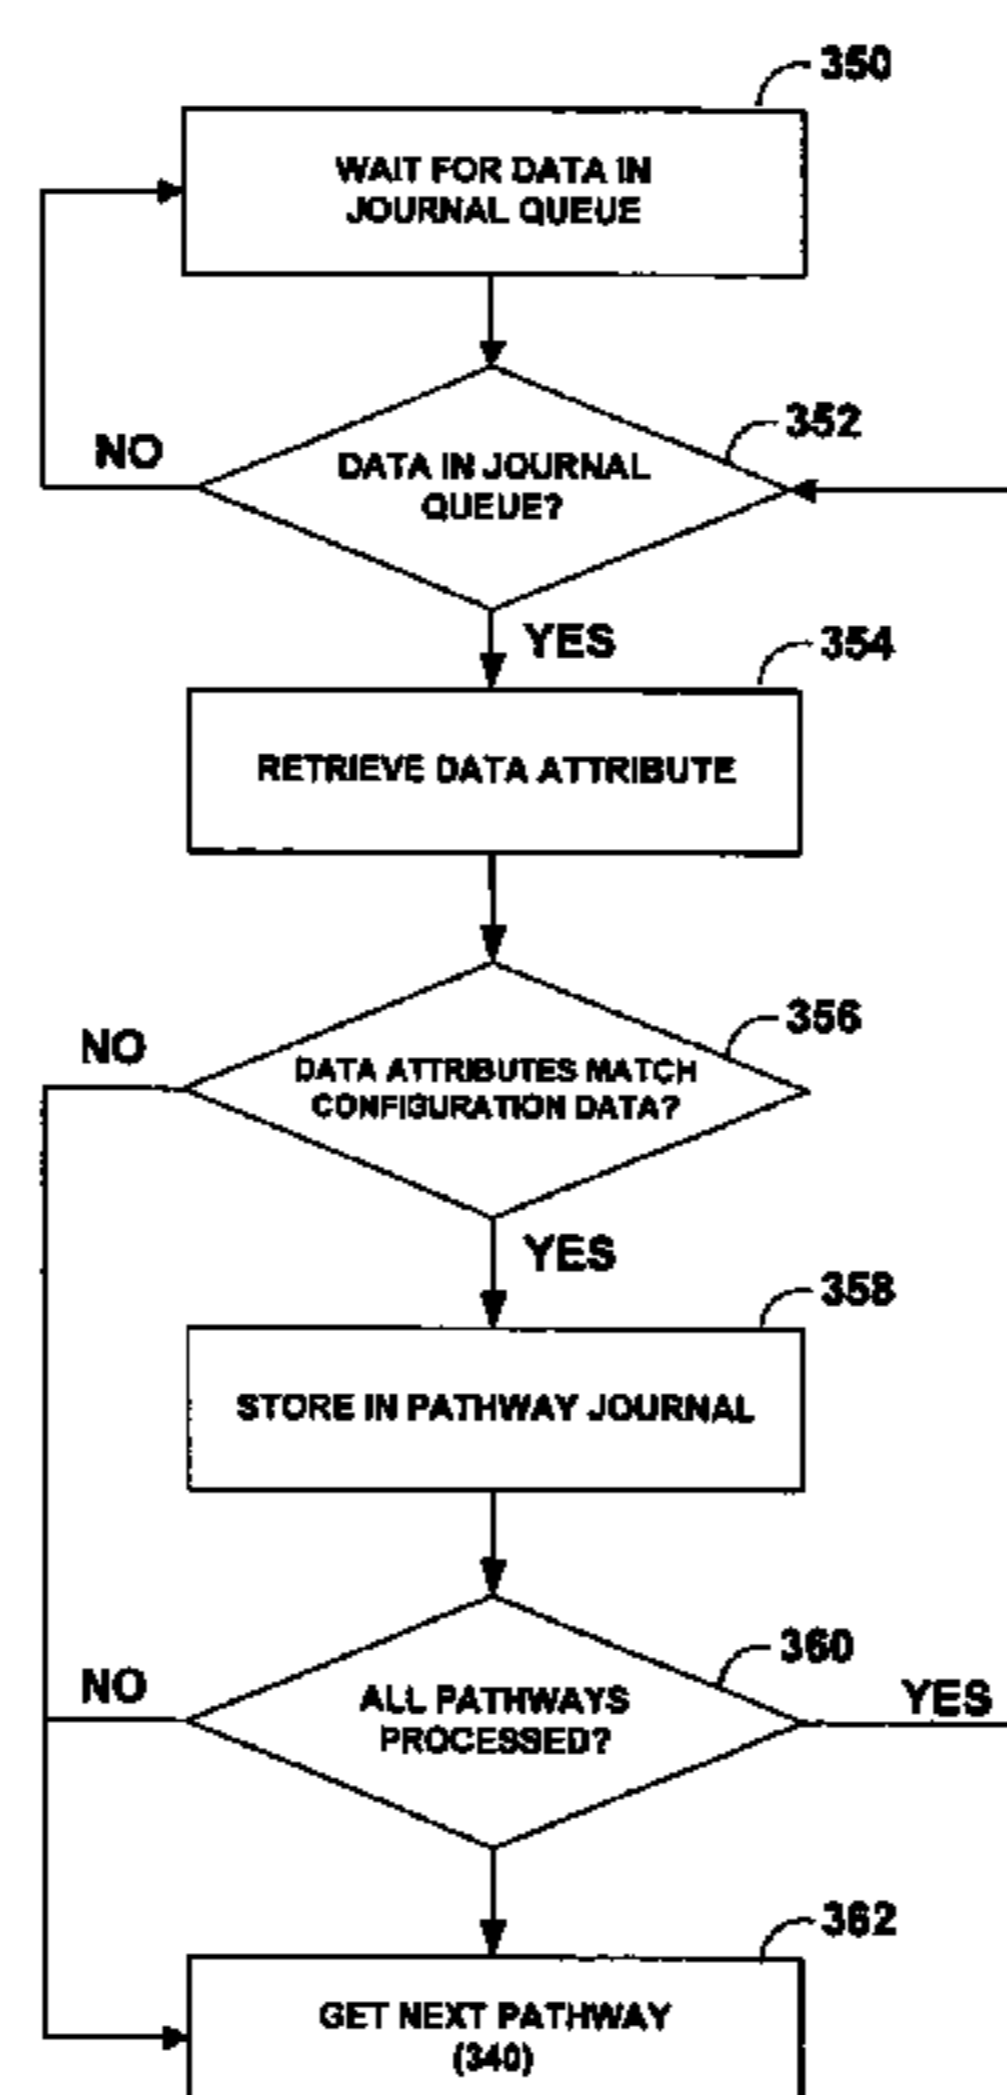 350
WAIT FOR DATA IN
JOURNAL QUEUE
352
NO
DATA IN JOURNAL
QUEUE?
YES
354
RETRIEVE DATA ATTRIBUTE
356
NO
DATA ATTRIBUTES MATCH
CONFIGURATION DATA?
YES
358
STORE IN PATHWAY JOURNAL
360
NO
ALL PATHWAYS
PROCESSED?
YES
362
GET NEXT PATHWAY
(340)